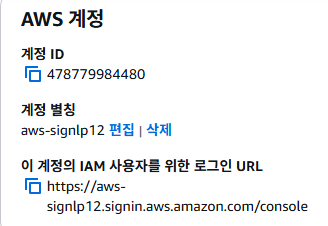 AWS 계정
계정 ID
478779984480
계정 별칭
aws-signlp12 편집 | 삭제
이 계정의 IAM 사용자를 위한 로그인 URL
https://aws-
signlp12.signin.aws.amazon.com/console